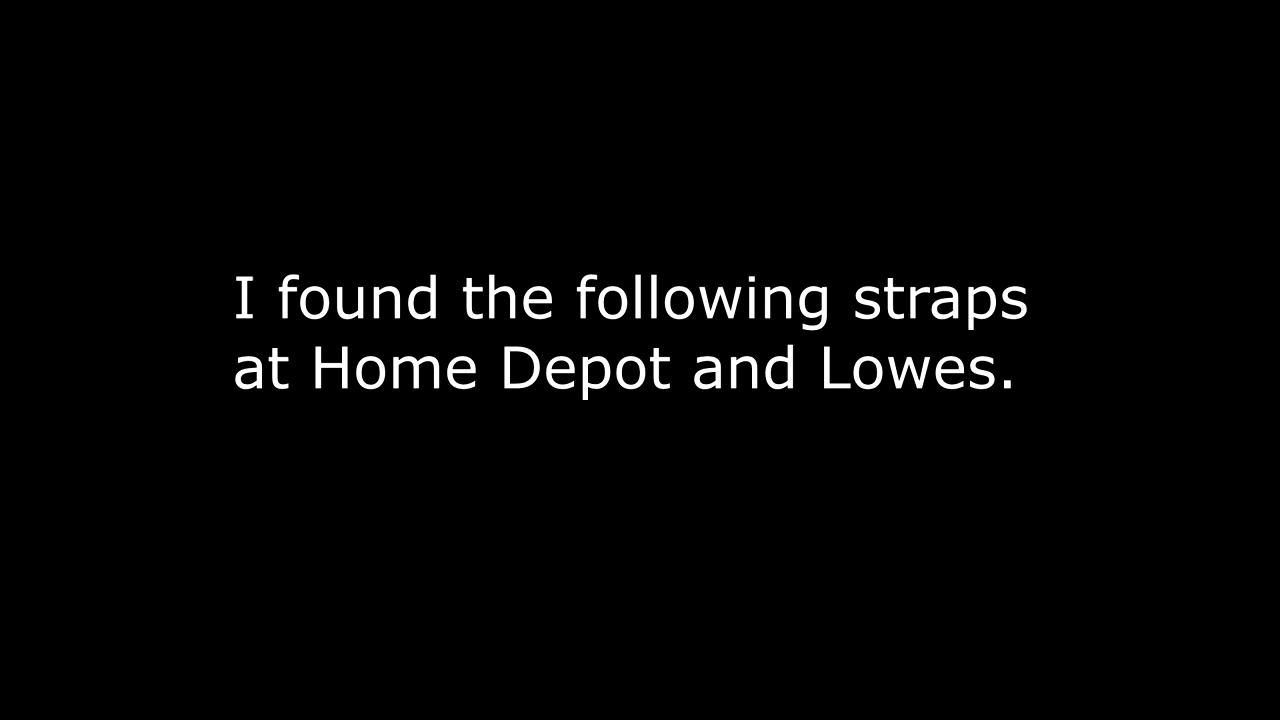 I found the following straps
at Home Depot and Lowes.